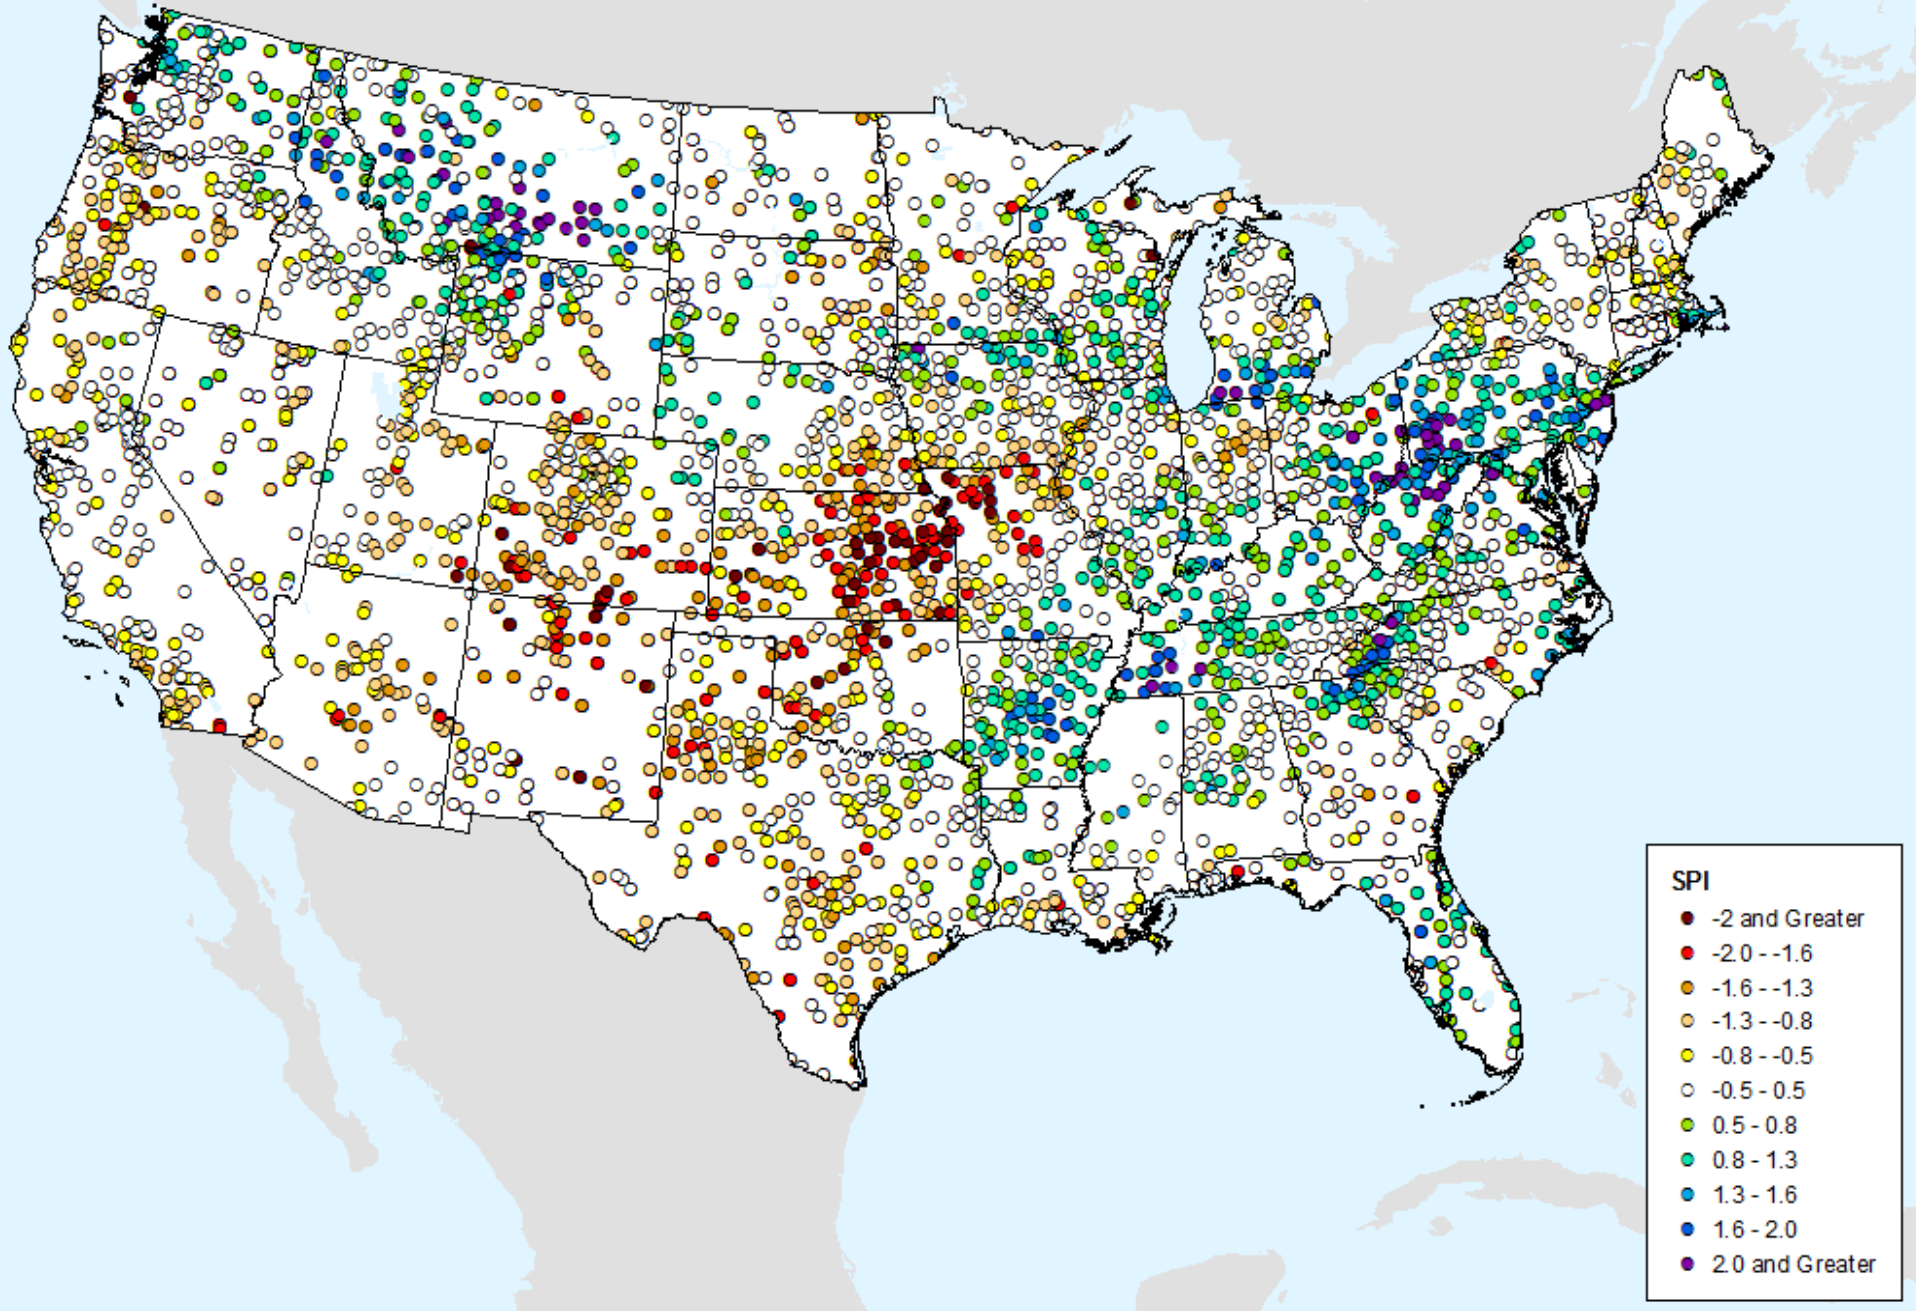 SPI
-2 and Greater
-2.0 - -1.6
-1.6 - -1.3
-1.3 - -0.8
-0.8 - -0.5
-0.5 - 0.5
0.5 - 0.8
0.8 - 1.3
1.3 - 1.6
1.6 - 2.0
2.0 and Greater